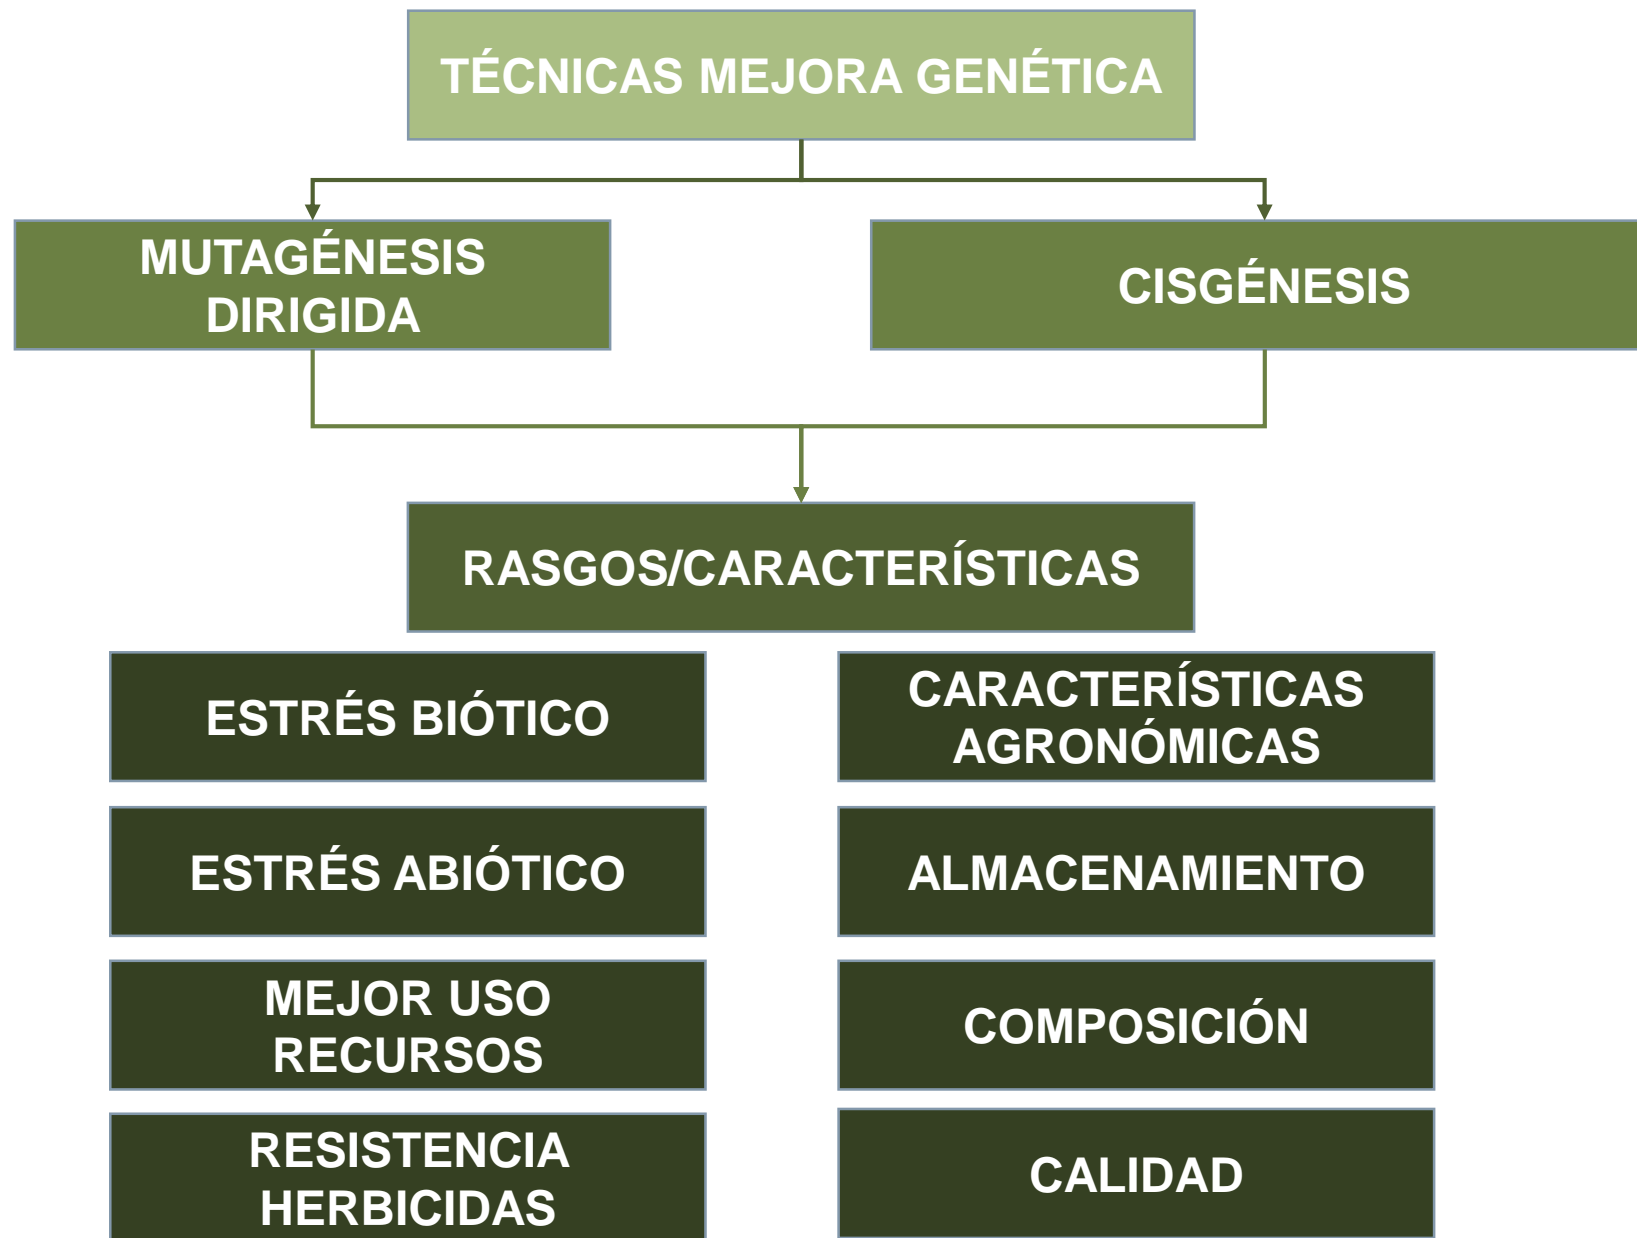 TÉCNICAS MEJORA GENÉTICA
MUTAGÉNESIS
DIRIGIDA
CISGÉNESIS
RASGOS/CARACTERÍSTICAS
ESTRÉS BIÓTICO
CARACTERÍSTICAS
AGRONÓMICAS
ESTRÉS ABIÓTICO
ALMACENAMIENTO
MEJOR USO
RECURSOS
COMPOSICIÓN
RESISTENCIA
HERBICIDAS
CALIDAD